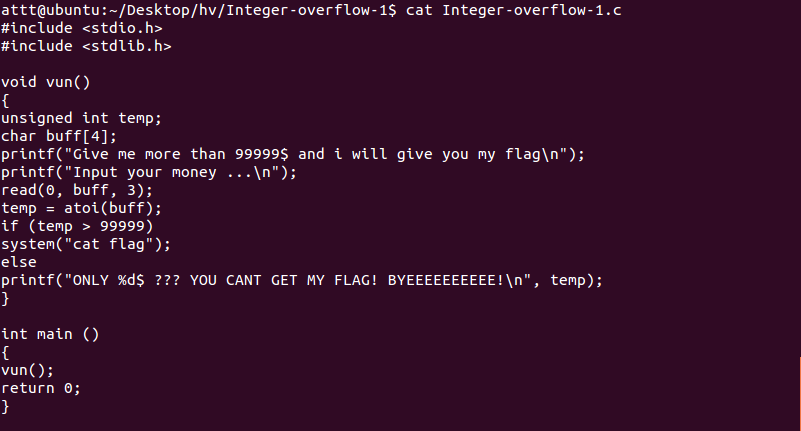 attt@ubuntu:~/Desktop/hv/Integer-overflow-1$ cat Integer-overflow-1.c
#include <stdio.h>
#include <stdlib.h>
void vun()
{
unsigned int temp;
char buff[4];
printf("Give me more than 99999$ and i will give you my flag\n");
printf("Input your money ...\n");
read(0, buff, 3);
temp = atoi(buff);
if (temp > 99999)
system("cat flag");
else
printf("ONLY %d$ ??? YOU CANT GET MY FLAG! BYEEEEEEEEEE!\n", temp);
}
int main ()
{
vun();
return 0;
}